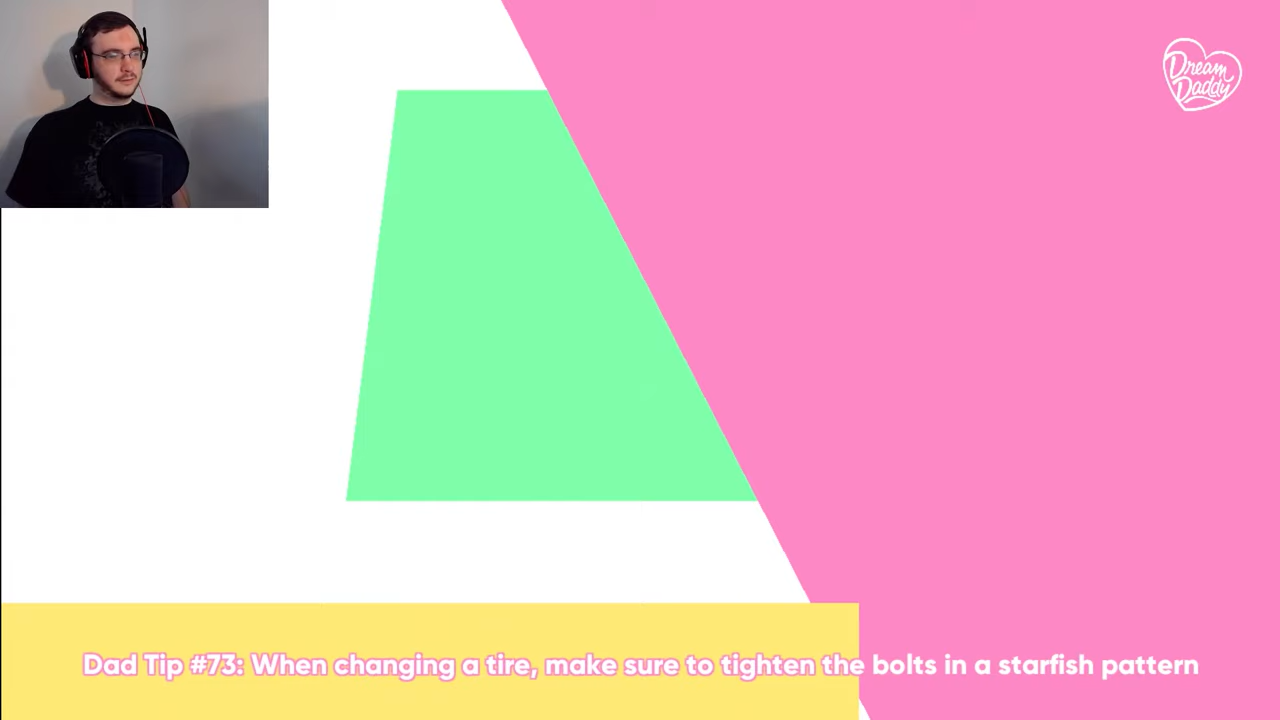 Dream
Daddy
Dad Tip #73: When changing a tire, make sure to tighten the bolts in a starfish pattern